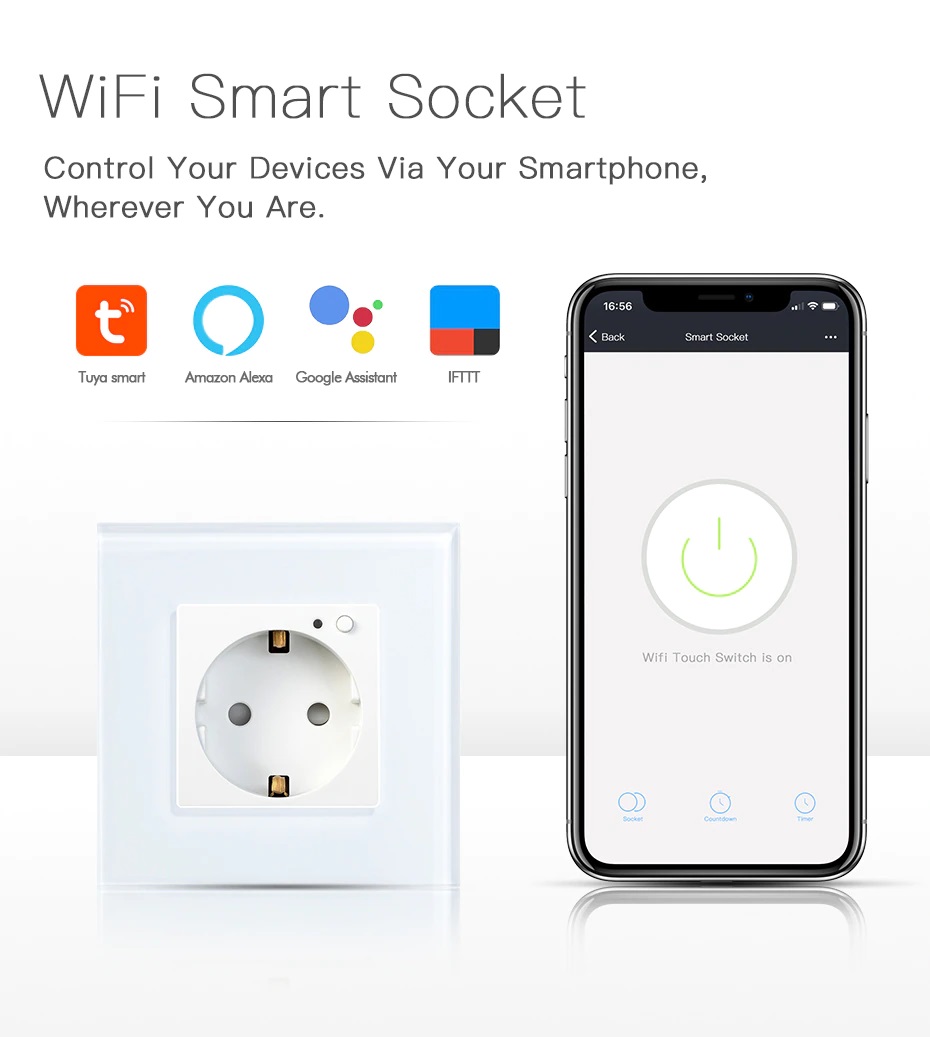 WiFi Smart Socket
Control Your Devices Via Your Smartphone,
Wherever You Are.
Tuya smart
Amazon Alexa
Google Assistant
IFTTT
16:56
Back
Smart Socket
...
Wifi Touch Switch is on
Socket
Countdown
Timer